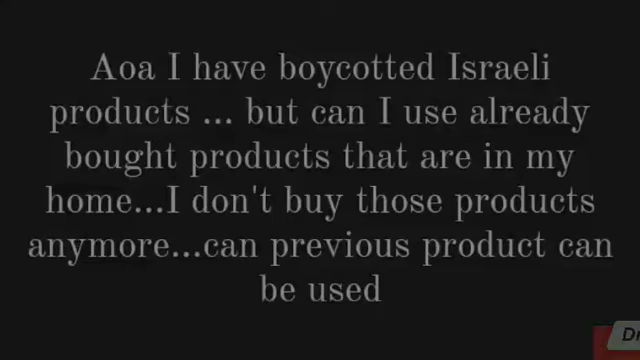 Aoa I have boycotted Israeli
products ... but can I use already
bought products that are in my
home...I don't buy those products
anymore...can previous product can
be used